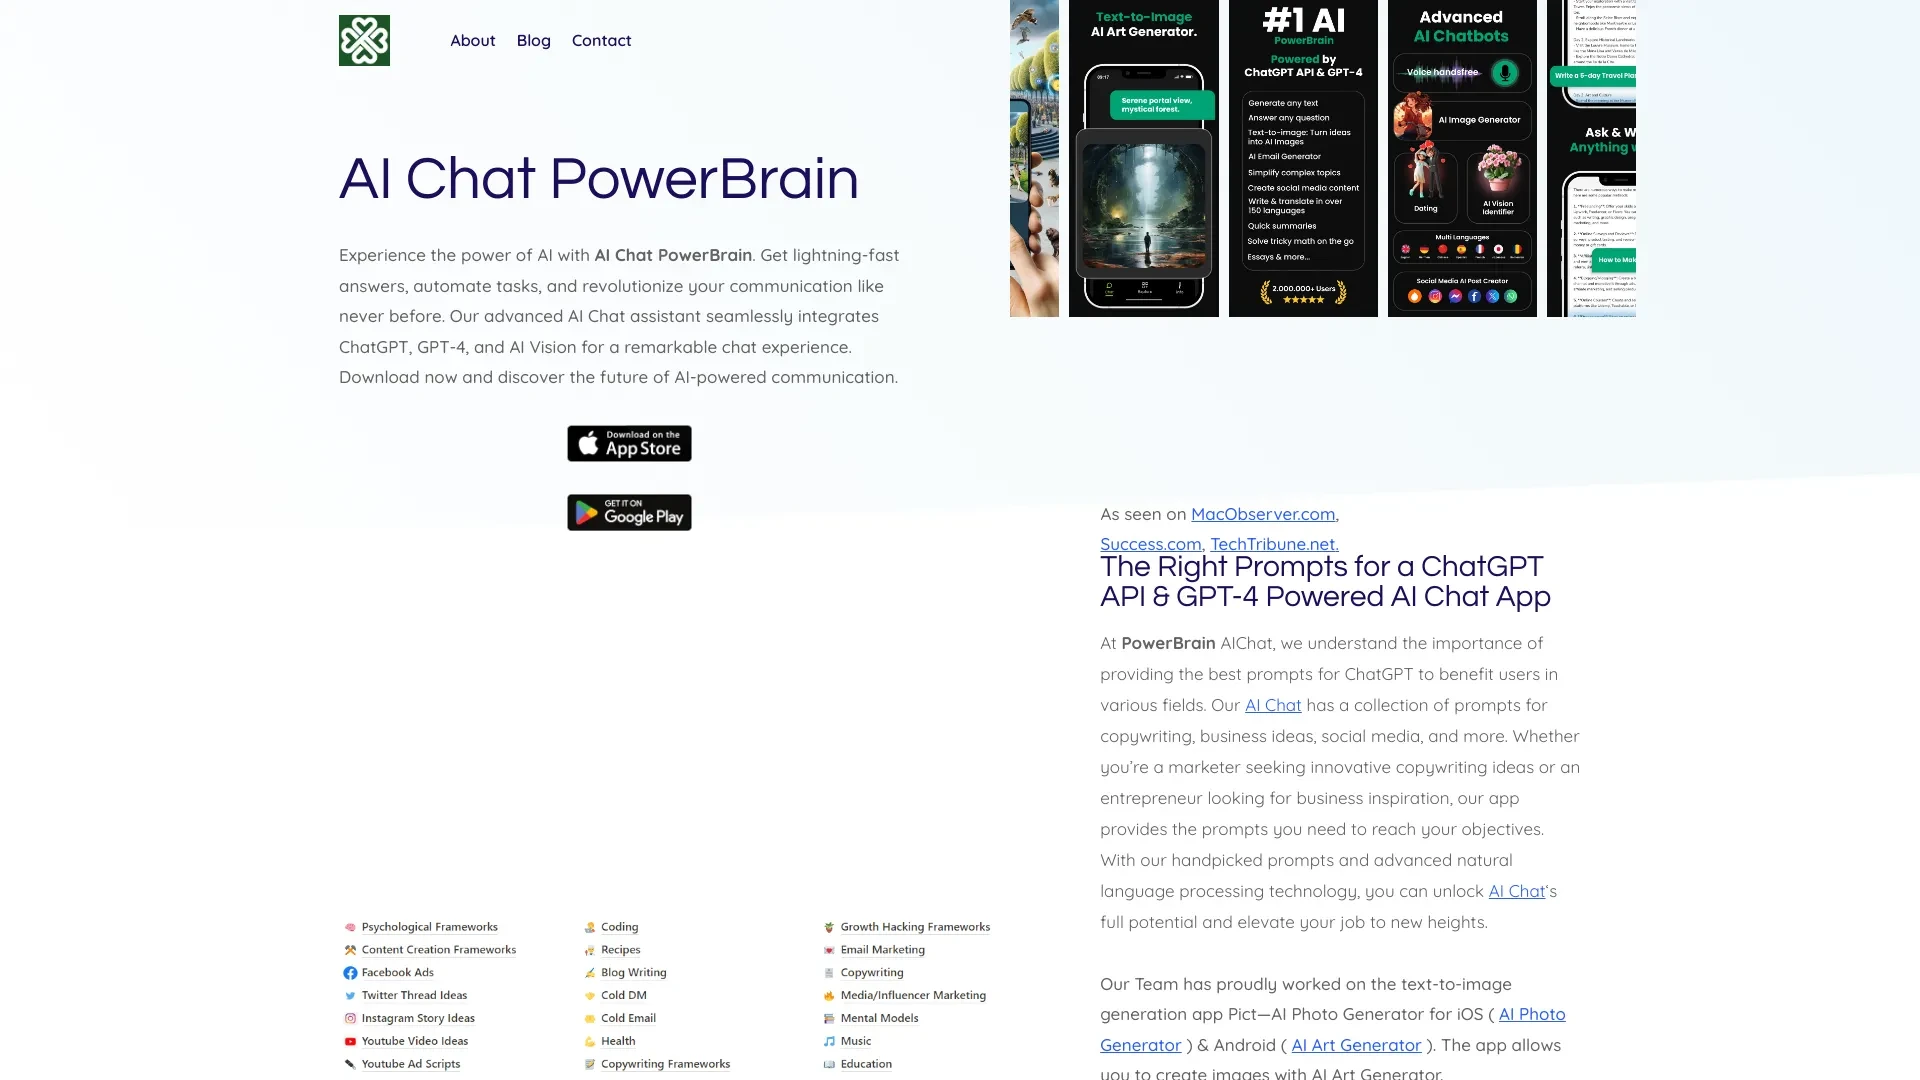 About
Blog
Contact
AI Chat PowerBrain
Experience the power of AI with AI Chat PowerBrain. Get lightning-fast
answers, automate tasks, and revolutionize your communication like
never before. Our advanced AI Chat assistant seamlessly integrates
ChatGPT, GPT-4, and AI Vision for a remarkable chat experience.
Download now and discover the future of AI-powered communication.
Download on the
App Store
GET IT ON
Google Play
Text-to-Image
AI Art Generator.
09:17
Serene portal view,
mystical forest.
#1 AI
PowerBrain
Powered by
ChatGPT API & GPT-4
Generate any text
Answer any question
Text-to-image: Turn ideas
into AI Images
AI Email Generator
Simplify complex topics
Create social media content
Write & translate in over
150 languages
Quick summaries
Solve tricky math on the go
Essays & more...
2.000.000+ Users
Advanced
AI Chatbots
Voice handsfree
AI Image Generator
Dating
AI Vision
Identifier
Multi Languages
Social Media AI Post Creator
Write a 5-day Travel Plan
Ask & W
Anything w
How to Mak
As seen on MacObserver.com,
Success.com, TechTribune.net.
The Right Prompts for a ChatGPT
API & GPT-4 Powered AI Chat App
At PowerBrain AIChat, we understand the importance of
providing the best prompts for ChatGPT to benefit users in
various fields. Our AI Chat has a collection of prompts for
copywriting, business ideas, social media, and more. Whether
you’re a marketer seeking innovative copywriting ideas or an
entrepreneur looking for business inspiration, our app
provides the prompts you need to reach your objectives.
With our handpicked prompts and advanced natural
language processing technology, you can unlock AI Chat‘s
full potential and elevate your job to new heights.
Our Team has proudly worked on the text-to-image
generation app Pict—AI Photo Generator for iOS ( AI Photo
Generator ) & Android ( AI Art Generator ). The app allows
you to create images with AI Art Generator.
Psychological Frameworks
Content Creation Frameworks
Facebook Ads
Twitter Thread Ideas
Instagram Story Ideas
Youtube Video Ideas
Youtube Ad Scripts
Coding
Recipes
Blog Writing
Cold DM
Cold Email
Health
Copywriting Frameworks
Growth Hacking Frameworks
Email Marketing
Copywriting
Media/Influencer Marketing
Mental Models
Music
Education